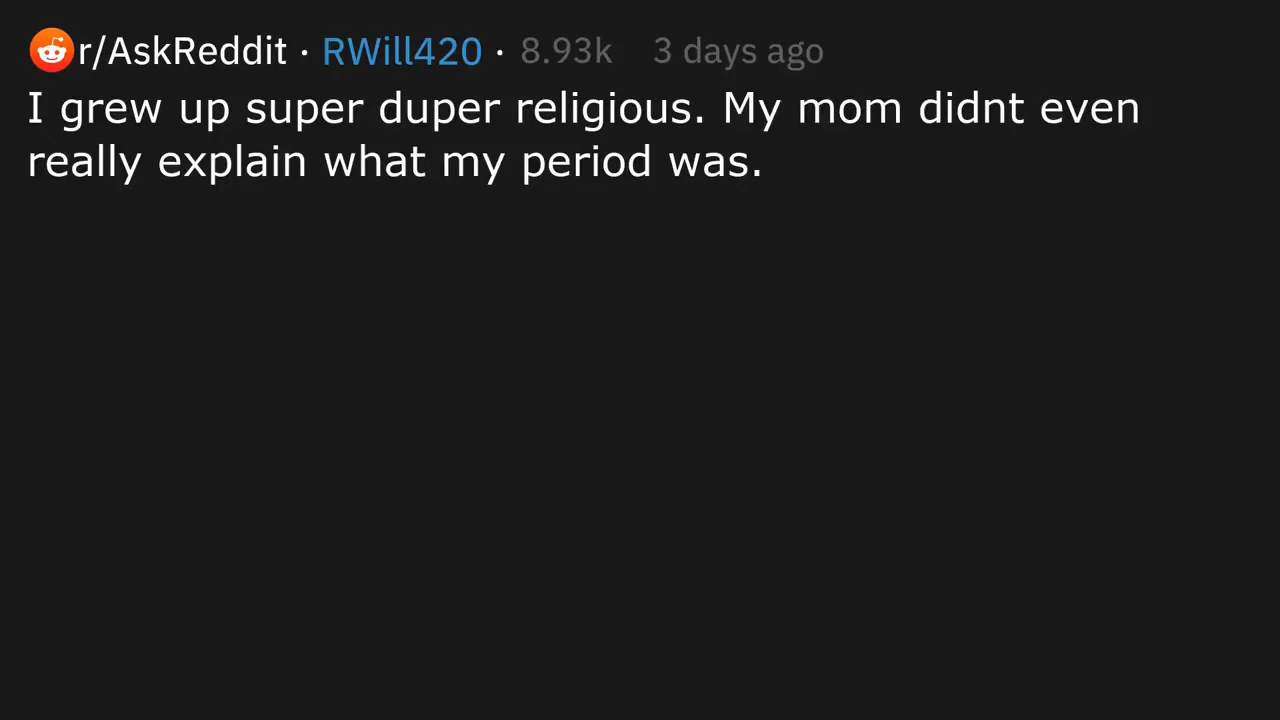 r/AskReddit · RWill420 · 8.93k 3 days ago
I grew up super duper religious. My mom didnt even
really explain what my period was.